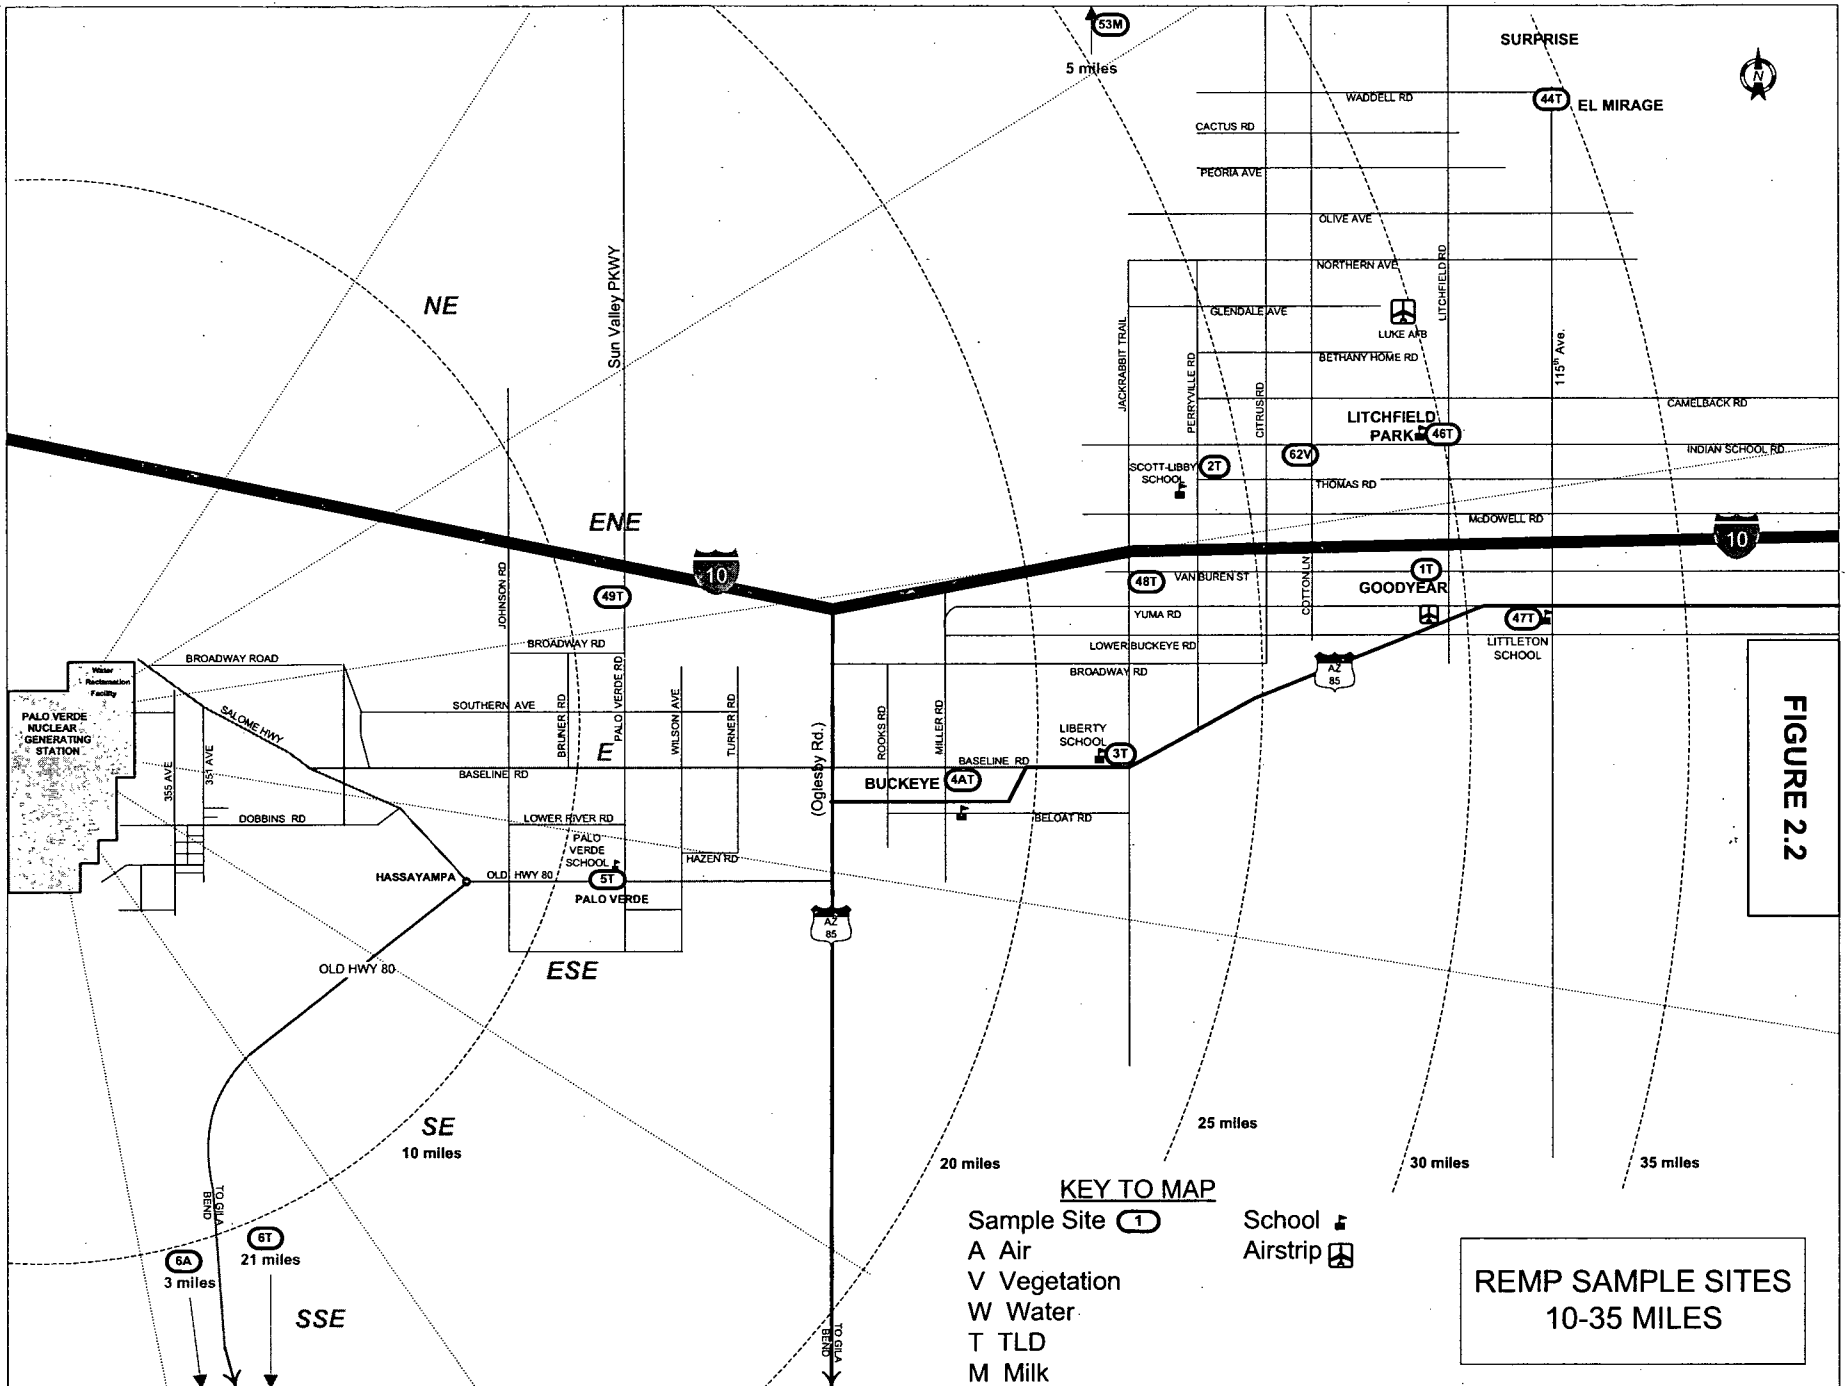 53M
5 miles
SURPRISE
N
WADDELL RD
44T
EL MIRAGE
CACTUS RD
PEORIA AVE
OLIVE AVE
NE
Sun Valley PKWY
NORTHERN AVE
LITCHFIELD RD
GLENDALE AVE
LUKE AFB
JACKRABBIT TRAIL
PERRYVILLE RD
CITRUS RD
BETHANY HOME RD
115th Ave.
CAMELBACK RD
LITCHFIELD
PARK
46T
INDIAN SCHOOL RD
62V
SCOTT-LIBBY
SCHOOL
2T
THOMAS RD
McDOWELL RD
ENE
10
10
JOHNSON RD
49T
48T
VAN BUREN ST
COTTON LN
1T
GOODYEAR
YUMA RD
47T
LITTLETON
SCHOOL
BROADWAY RD
LOWER BUCKEYE RD
BROADWAY RD
AZ
85
BROADWAY ROAD
Water
Reclamation
Facility
PALO VERDE
NUCLEAR
GENERATING
STATION
SALOME HWY
355 AVE
351 AVE
SOUTHERN AVE
BRUNER RD
PALO VERDE RD
WILSON AVE
TURNER RD
E
(Oglesby Rd.)
ROOKS RD
MILLER RD
LIBERTY
SCHOOL
3T
BASELINE RD
BASELINE RD
BUCKEYE
4AT
BELOAT RD
DOBBINS RD
LOWER RIVER RD
PALO
VERDE
SCHOOL
HAZEN RD
HASSAYAMPA
OLD HWY 80
5T
PALO VERDE
AZ
85
FIGURE 2.2
OLD HWY 80
ESE
SE
10 miles
20 miles
25 miles
30 miles
35 miles
TO GILA
BEND
6A
3 miles
6T
21 miles
SSE
TO GILA
BEND
KEY TO MAP
Sample Site 1
School
A Air
Airstrip
V Vegetation
W Water
T TLD
M Milk
REMP SAMPLE SITES
10-35 MILES